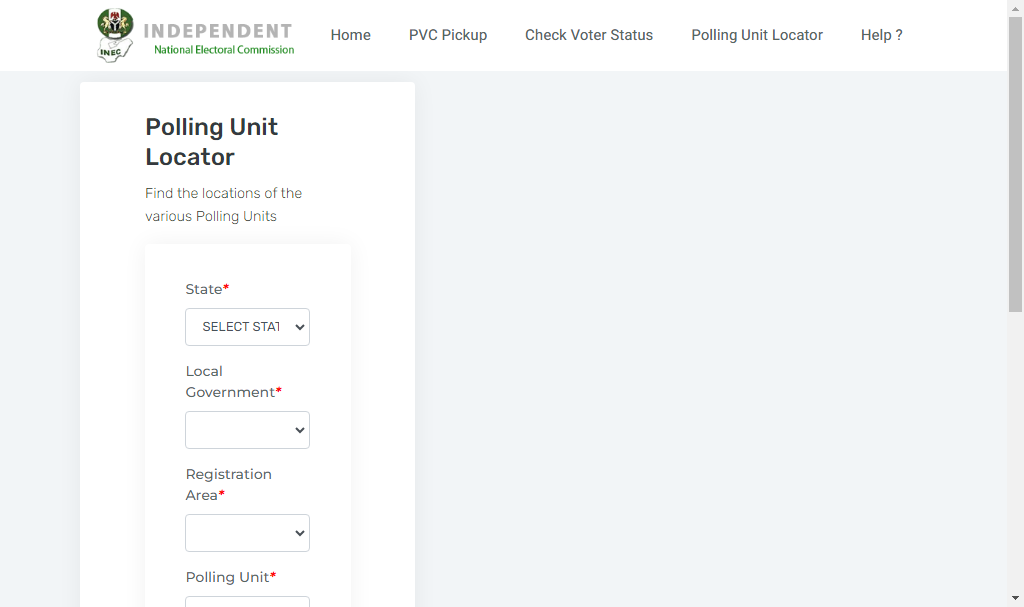 INDEPENDENT
National Electoral Commission
INEC
Home
PVC Pickup
Check Voter Status
Polling Unit Locator
Help ?
Polling Unit
Locator
Find the locations of the
various Polling Units
State*
SELECT STAT
Local
Government*
Registration
Area*
Polling Unit*